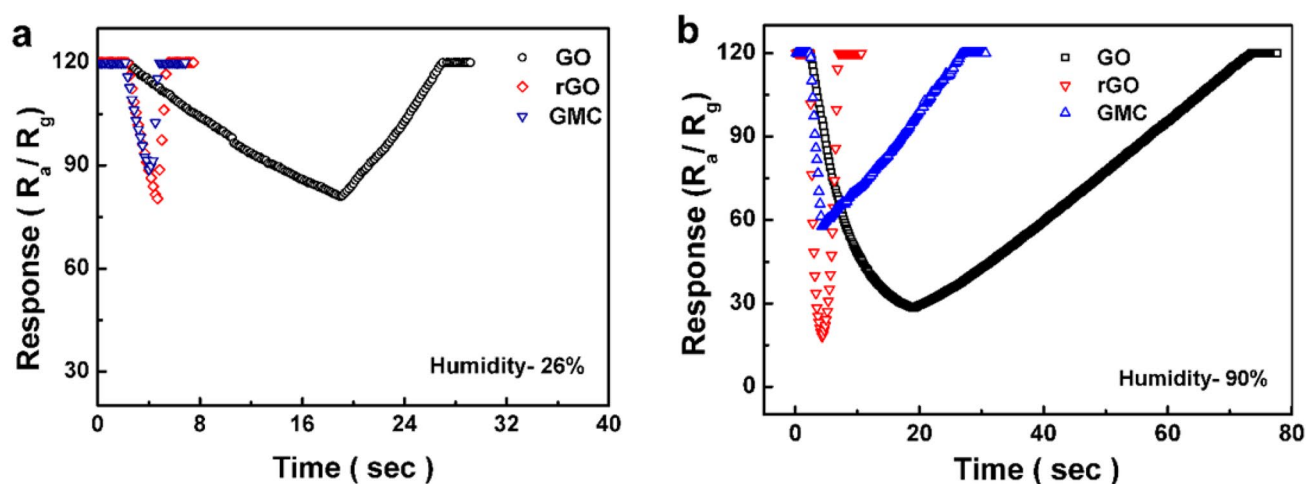 a
Response ( Ra / Rg )
120
90
60
30
GO
rGO
GMC
Humidity- 26%
0 8 16 24 32 40
Time ( sec )
b
Response (Ra / Rg)
120
90
60
30
0
GO
rGO
GMC
Humidity- 90%
0 20 40 60 80
Time ( sec )